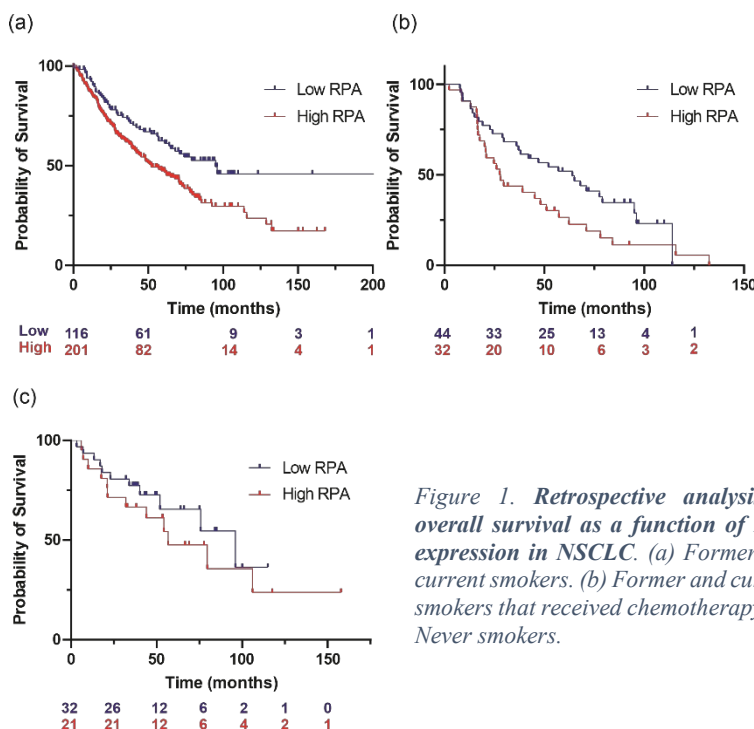 (a)
100
50
0
Probability of Survival
Low RPA
High RPA
0 50 100 150 200
Time (months)
Low 116 61 9 3 1
High 201 82 14 4 1
(b)
100
50
0
Probability of Survival
Low RPA
High RPA
0 50 100 150
Time (months)
44 33 25 13 4 1
32 20 10 6 3 2
(c)
100
50
0
Probability of Survival
Low RPA
High RPA
0 50 100 150
Time (months)
32 26 12 6 2 1 0
21 21 12 6 4 2 1
Figure 1. Retrospective
overall survival as a function of
expression in NSCLC. (a) Former
current smokers. (b) Former and
smokers that received chemotherapy
Never smokers.